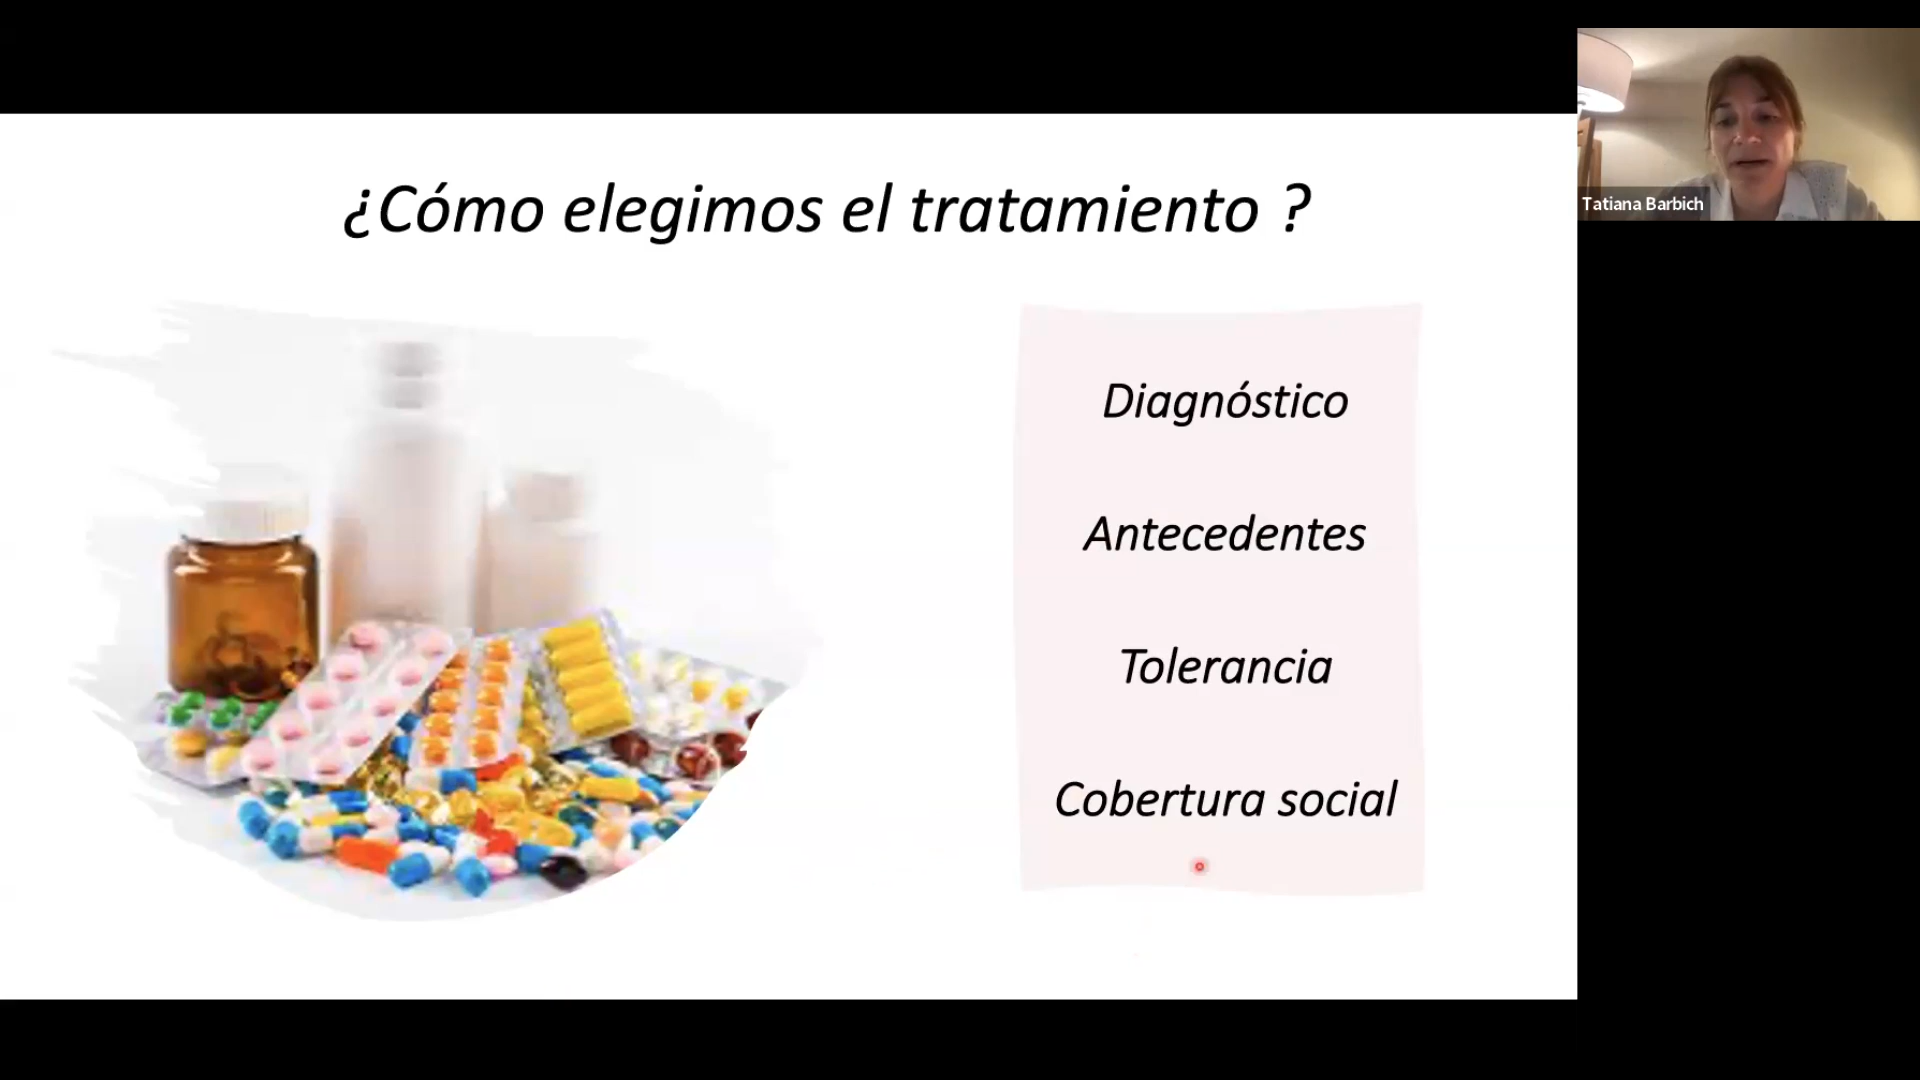 ¿Cómo elegimos el tratamiento ?
Diagnóstico
Antecedentes
Tolerancia
Cobertura social
Tatiana Barbich